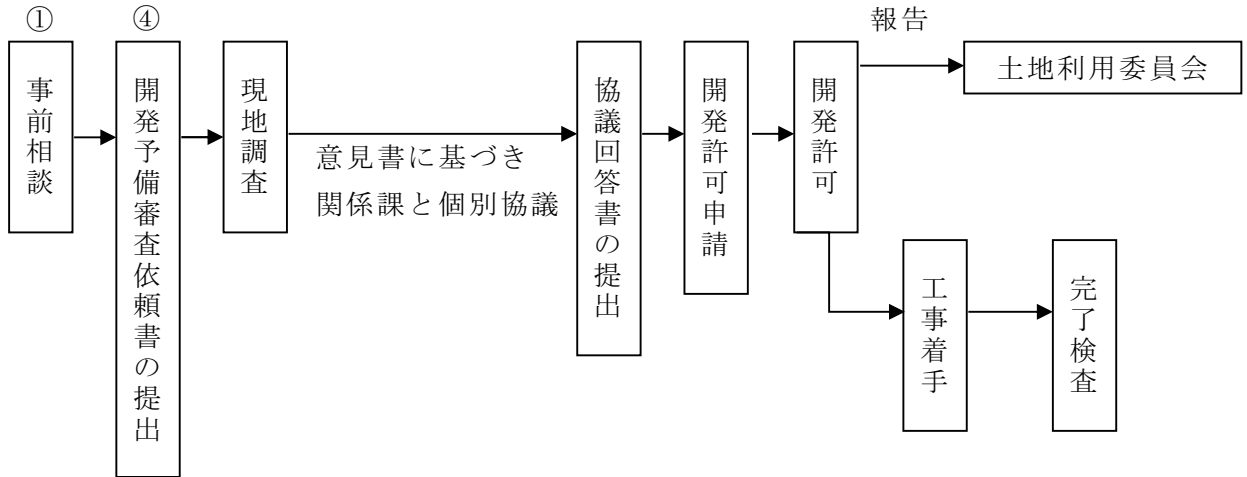 ①
事前相談
④
開発予備審査依頼書の提出
現地調査
意見書に基づき
関係課と個別協議
協議回答書の提出
開発許可申請
開発許可
報告
土地利用委員会
工事着手
完了検査